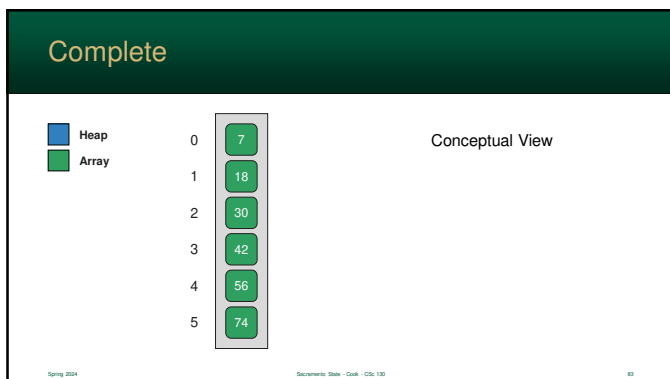 Complete
Heap
Array
Conceptual View
0 7
1 18
2 30
3 42
4 56
5 74
Spring 2024 Sacramento State - Cook - CSc 130 83